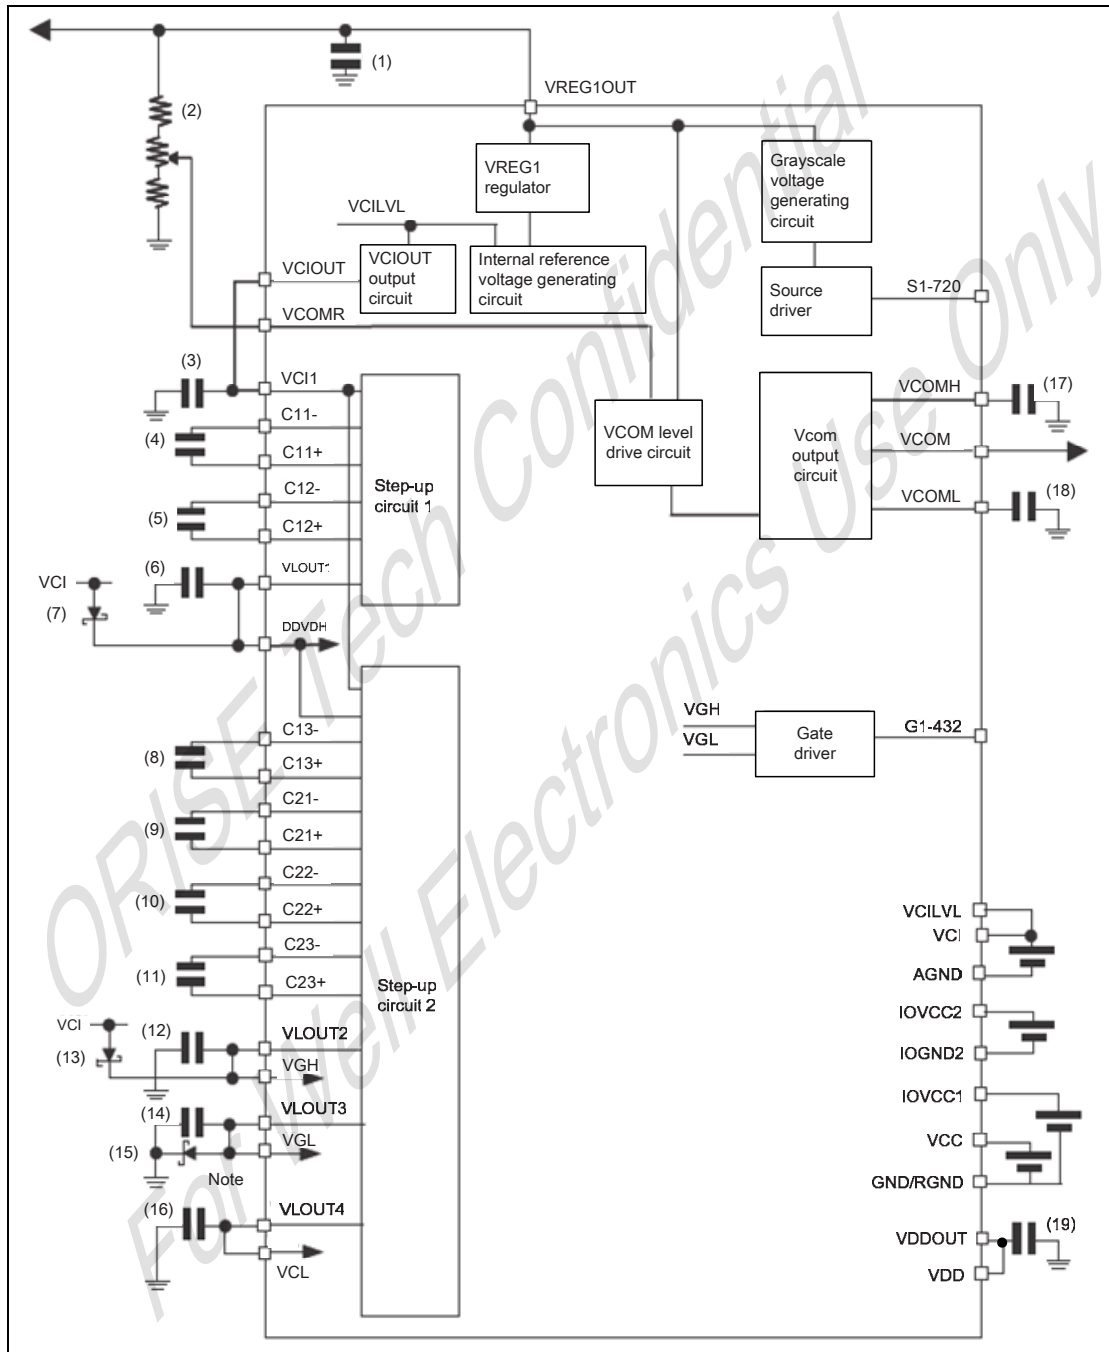 (1)
VREG1OUT
(2)
VREG1
regulator
Grayscale
voltage
generating
circuit
VCILVL
VCIOUT
VCIOUT
output
circuit
Internal reference
voltage generating
circuit
Source
driver
S1-720
VCOMR
(3)
VCI1
C11-
(4)
C11+
C12-
(5)
C12+
Step-up
circuit 1
VCOM level
drive circuit
Vcom
output
circuit
VCOMH
(17)
VCOM
VCOML
(18)
(6)
VLOUT1
VCI
(7)
DDVDH
C13-
(8)
C13+
C21-
(9)
C21+
C22-
(10)
C22+
C23-
(11)
C23+
Step-up
circuit 2
VGH
VGL
Gate
driver
G1-432
VCI
(12)
(13)
VLOUT2
VGH
(14)
VLOUT3
(15)
VGL
Note
(16)
VLOUT4
VCL
VCILVL
VCI
AGND
IOVCC2
IOGND2
IOVCC1
VCC
GND/RGND
VDDOUT
(19)
VDD
ORISE Tech Confidential
For Well Electronics Use Only